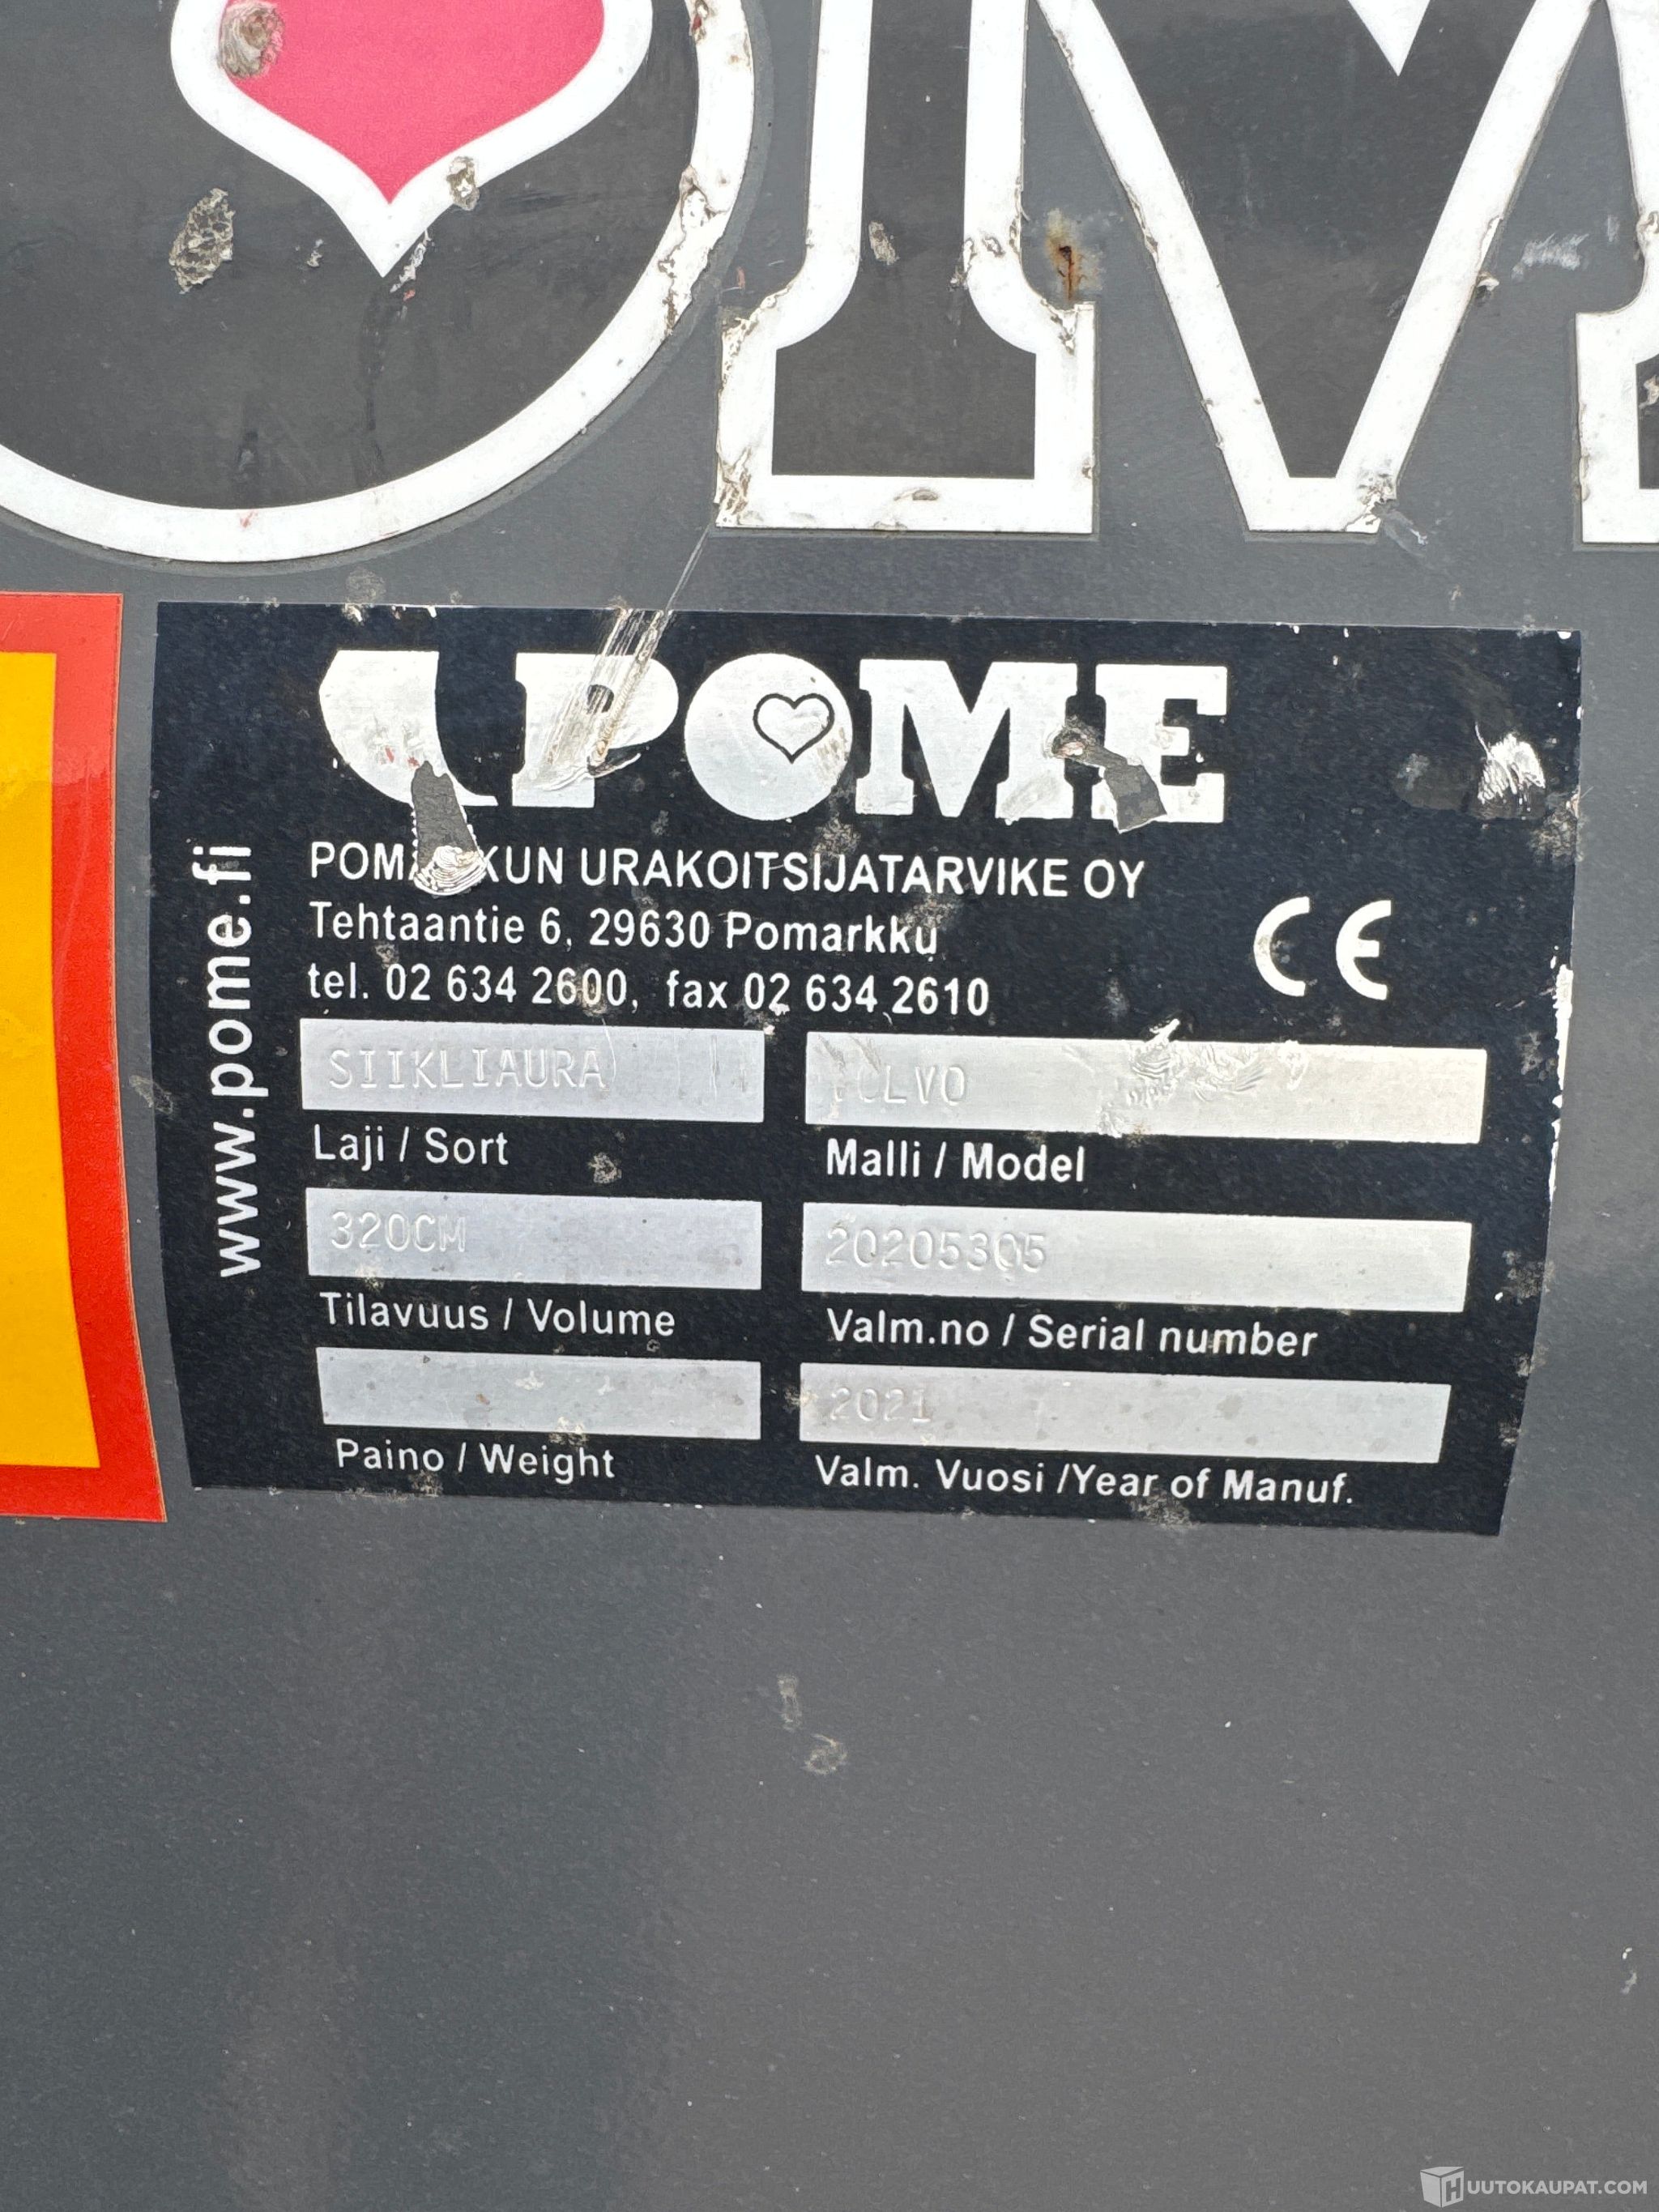 POME
POMARKUN URAKOITSIJATARVIKE OY
Tehtaantie 6, 29630 Pomarkku
tel. 02 634 2600, fax 02 634 2610
CE
www.pome.fi
SIIKLIAURA
VOLVO
Laji / Sort
Malli / Model
320CM
20205305
Tilavuus / Volume
Valm.no / Serial number
2021
Paino / Weight
Valm. Vuosi /Year of Manuf.
HUUTOKAUPAT.COM